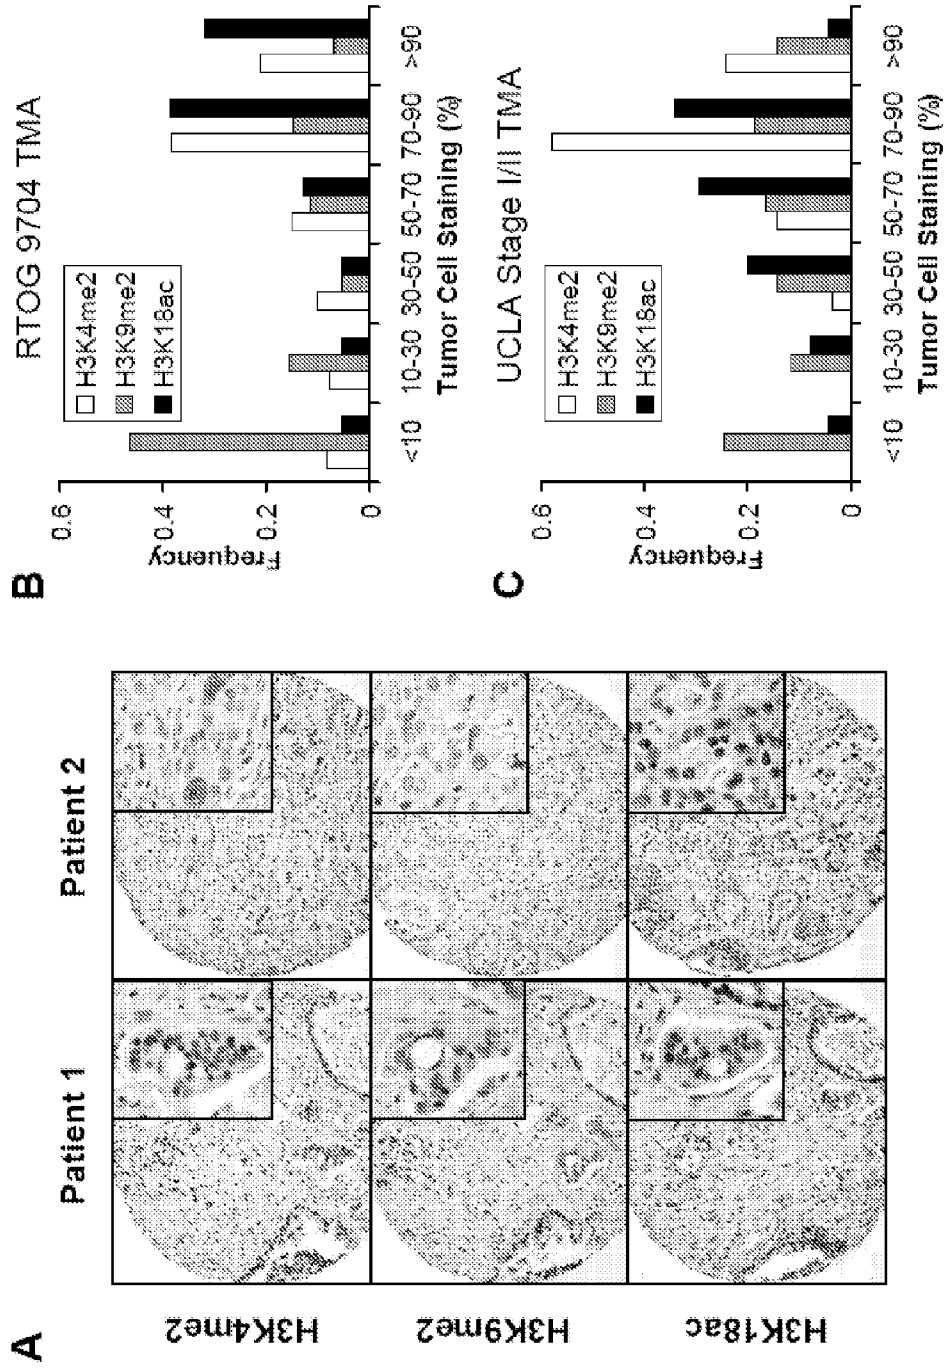 A
Patient 1
Patient 2
H3K4me2
H3K9me2
H3K18ac
B
RTOG 9704 TMA
H3K4me2
H3K9me2
H3K18ac
Frequency
0.6
0.4
0.2
0
<10
10-30
30-50
50-70
70-90
>90
Tumor Cell Staining (%)
C
UCLA Stage I/II TMA
H3K4me2
H3K9me2
H3K18ac
Frequency
0.6
0.4
0.2
0
<10
10-30
30-50
50-70
70-90
>90
Tumor Cell Staining (%)